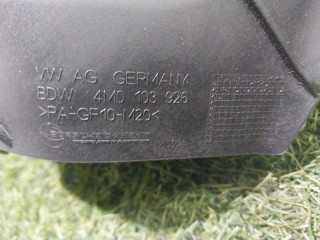 VW AG GERMANY
BDW 4M0 103 926
>PA-GF10-M20<